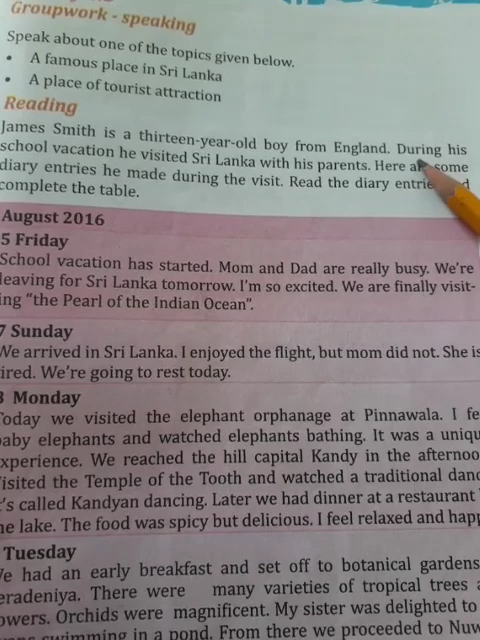 Groupwork - speaking
Speak about one of the topics given below.
• A famous place in Sri Lanka
• A place of tourist attraction
Reading
James Smith is a thirteen-year-old boy from England. During his
school vacation he visited Sri Lanka with his parents. Here some
diary entries he made during the visit. Read the diary
complete the table.
August 2016
5 Friday
School vacation has started. Mom and Dad are really busy. We're
leaving for Sri Lanka tomorrow. I'm so excited. We are finally visit-
ing "the Pearl of the Indian Ocean".
7 Sunday
We arrived in Sri Lanka. I enjoyed the flight, but mom did not. She is
tired. We're going to rest today.
8 Monday
Today we visited the elephant orphanage at Pinnawala. I
baby elephants and watched elephants bathing. It was a
experience. We reached the hill capital Kandy in the
visited the Temple of the Tooth and watched a traditional
It's called Kandyan dancing. Later we had dinner at a restaurant
the lake. The food was spicy but delicious. I feel relaxed and
Tuesday
We had an early breakfast and set off to botanical gardens
There were many varieties of tropical trees
Orchids were magnificent. My sister was delighted to
swimming in a pond. From there we proceeded to